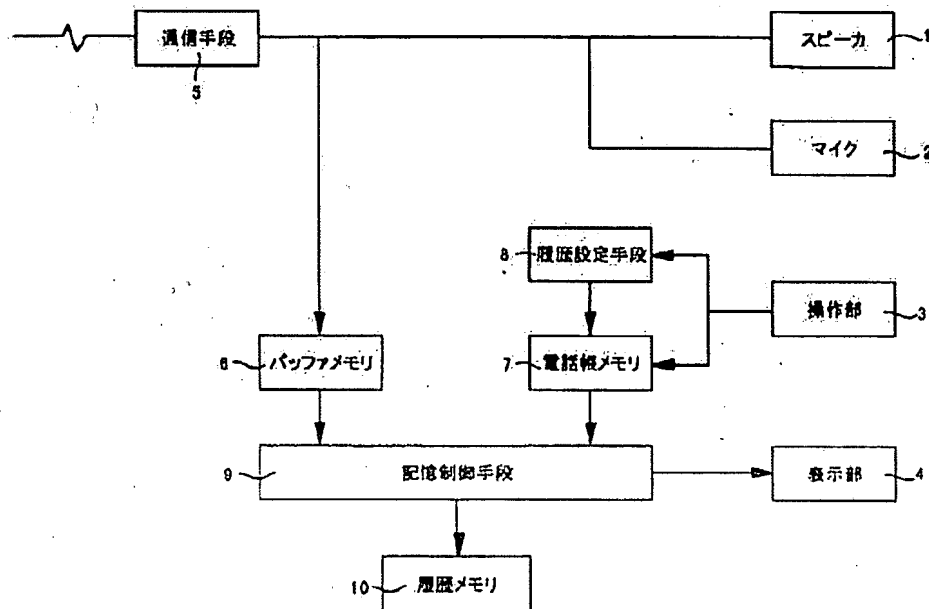 通信手段
5
スピーカ
1
マイク
2
8
履歴設定手段
操作部
3
6
バッファメモリ
7
電話帳メモリ
9
記憶制御手段
表示部
4
10
履歴メモリ